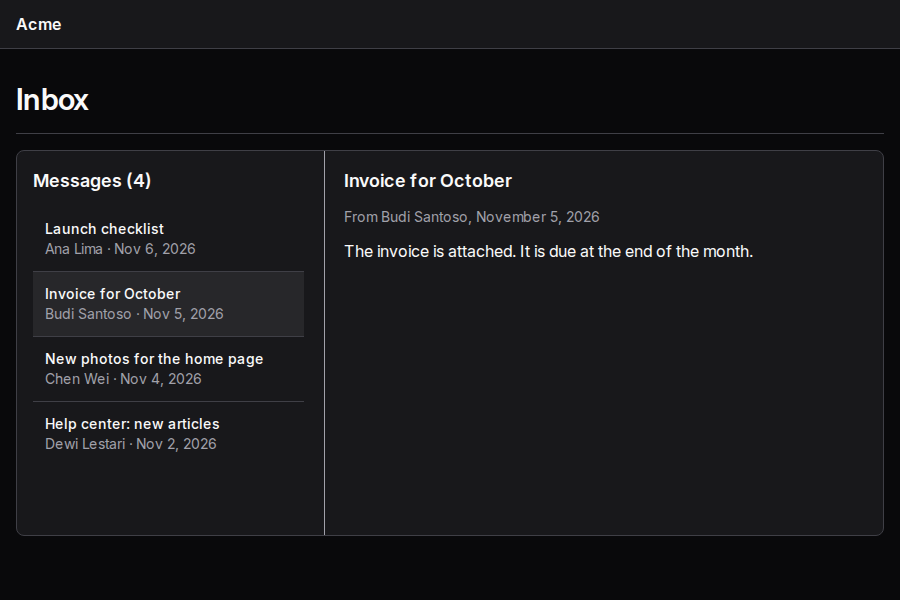 Acme
Inbox
Messages (4)
Launch checklist
Ana Lima · Nov 6, 2026
Invoice for October
Budi Santoso · Nov 5, 2026
New photos for the home page
Chen Wei · Nov 4, 2026
Help center: new articles
Dewi Lestari · Nov 2, 2026
Invoice for October
From Budi Santoso, November 5, 2026
The invoice is attached. It is due at the end of the month.